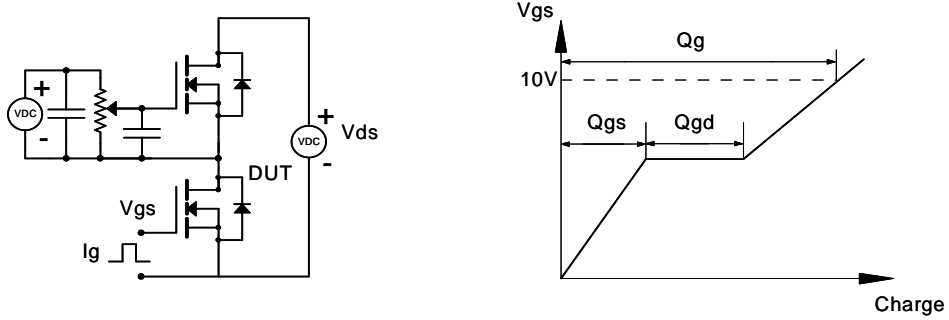 +
VDC
-
+
VDC
-
Vds
DUT
Vgs
Ig
Vgs
Qg
10V
Qgs
Qgd
Charge